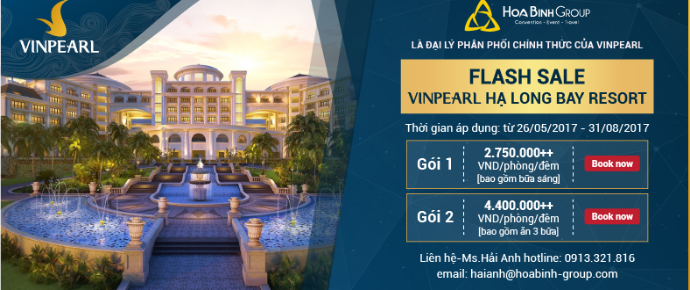 VINPEARL
HOABINHGROUP
Convention - Event - Travel
LÀ ĐẠI LÝ PHÂN PHỐI CHÍNH THỨC CỦA VINPEARL
FLASH SALE
VINPEARL HẠ LONG BAY RESORT
Thời gian áp dụng: từ 26/05/2017 - 31/08/2017
Gói 1
2.750.000++
VND/phòng/đêm
[bao gồm bữa sáng]
Book now
Gói 2
4.400.000++
VND/phòng/đêm
[bao gồm ăn 3 bữa]
Book now
Liên hệ-Ms.Hải Anh hotline: 0913.321.816
email: haianh@hoabinh-group.com